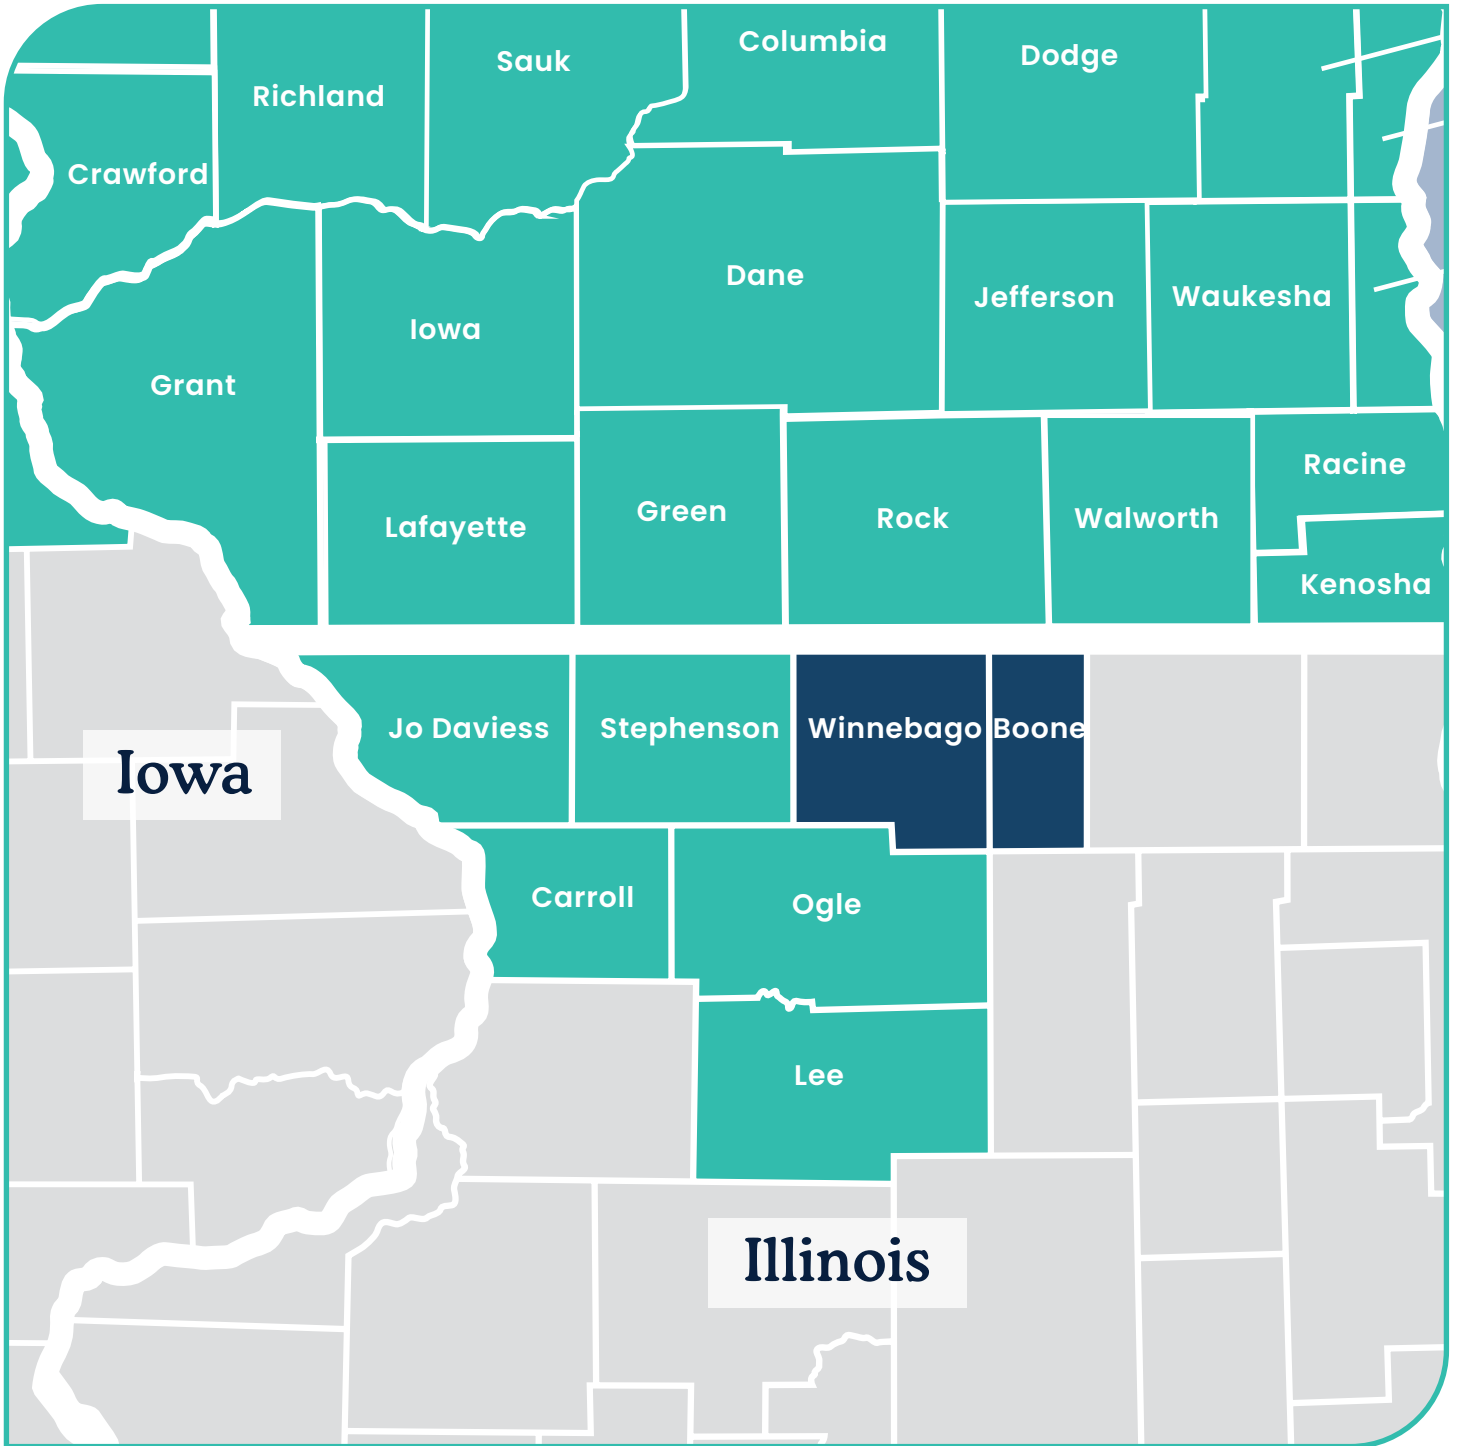 Columbia
Dodge
Sauk
Richland
Crawford
Dane
Jefferson
Waukesha
Iowa
Grant
Racine
Green
Rock
Walworth
Lafayette
Kenosha
Jo Daviess
Stephenson
Winnebago
Boone
Iowa
Carroll
Ogle
Lee
Illinois